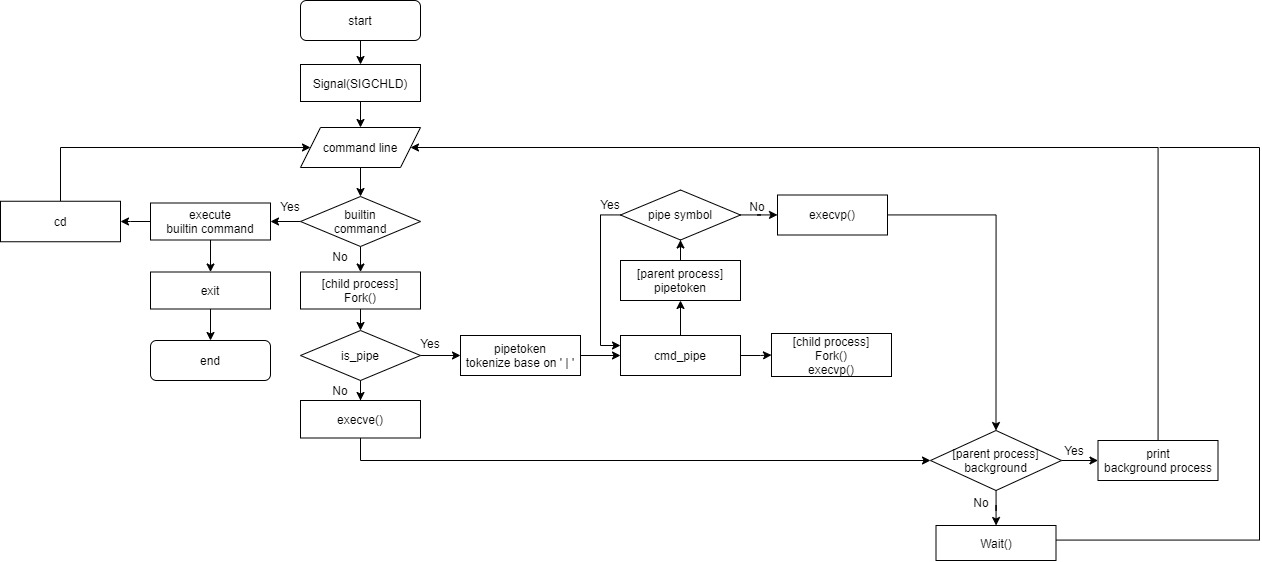 start
Signal(SIGCHLD)
command line
cd
execute
builtin command
Yes
builtin
command
No
exit
end
[child process]
Fork()
is_pipe
Yes
No
execve()
pipetoken
tokenize base on ' | '
cmd_pipe
[parent process]
pipetoken
Yes
pipe symbol
No
execvp()
[child process]
Fork()
execvp()
[parent process]
background
Yes
print
background process
No
Wait()